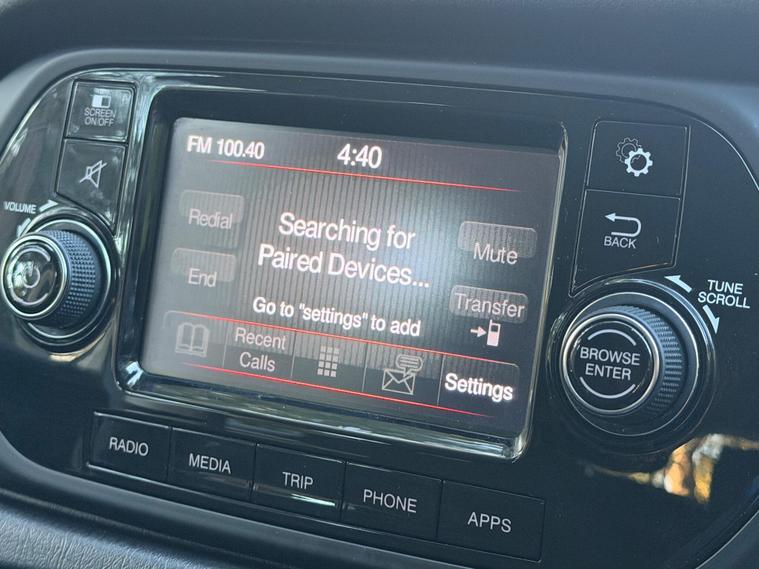 SCREEN
ON/OFF
FM 100.40
4:40
VOLUME
Redial
Searching for
Paired Devices...
Mute
End
Transfer
Go to "settings" to add
Recent
Calls
Settings
BACK
TUNE
SCROLL
BROWSE
ENTER
RADIO
MEDIA
TRIP
PHONE
APPS